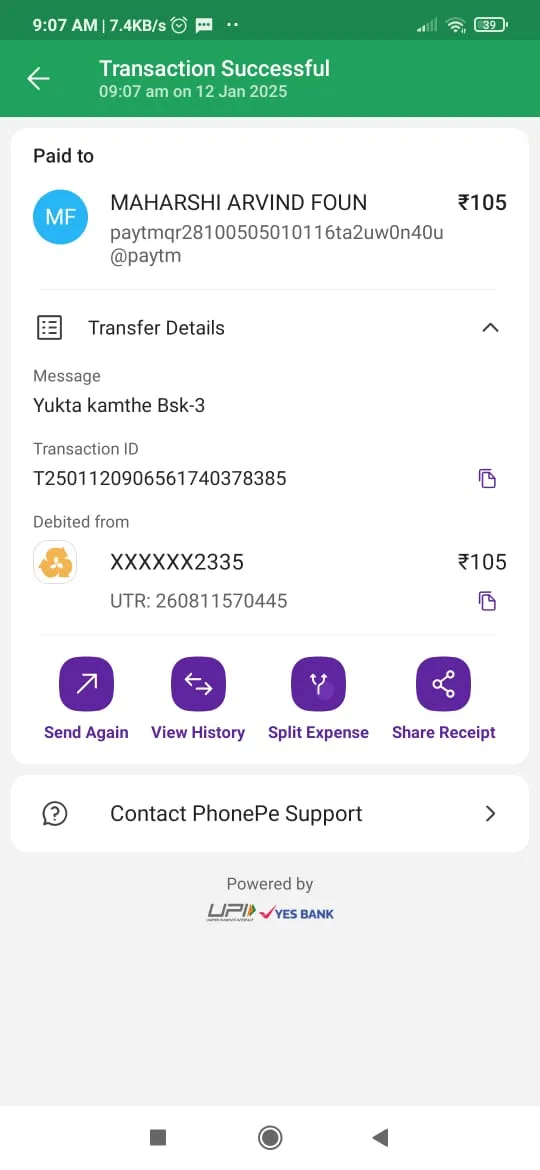 9:07 AM | 7.4KB/s
39
Transaction Successful
09:07 am on 12 Jan 2025
Paid to
MF
MAHARSHI ARVIND FOUN
₹105
paytmqr28100505010116ta2uw0n40u
@paytm
Transfer Details
Message
Yukta kamthe Bsk-3
Transaction ID
T2501120906561740378385
Debited from
XXXXXX2335
₹105
UTR: 260811570445
Send Again
View History
Split Expense
Share Receipt
Contact PhonePe Support
Powered by
UPI YES BANK